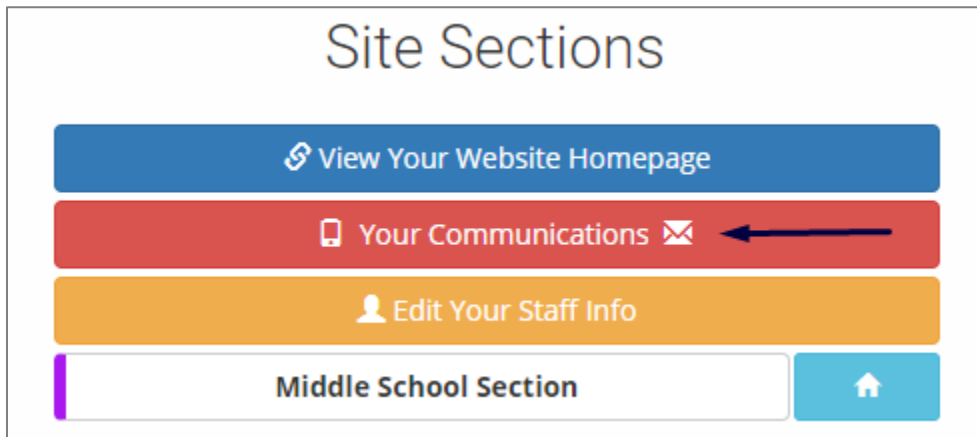 Site Sections
View Your Website Homepage
Your Communications
Edit Your Staff Info
Middle School Section